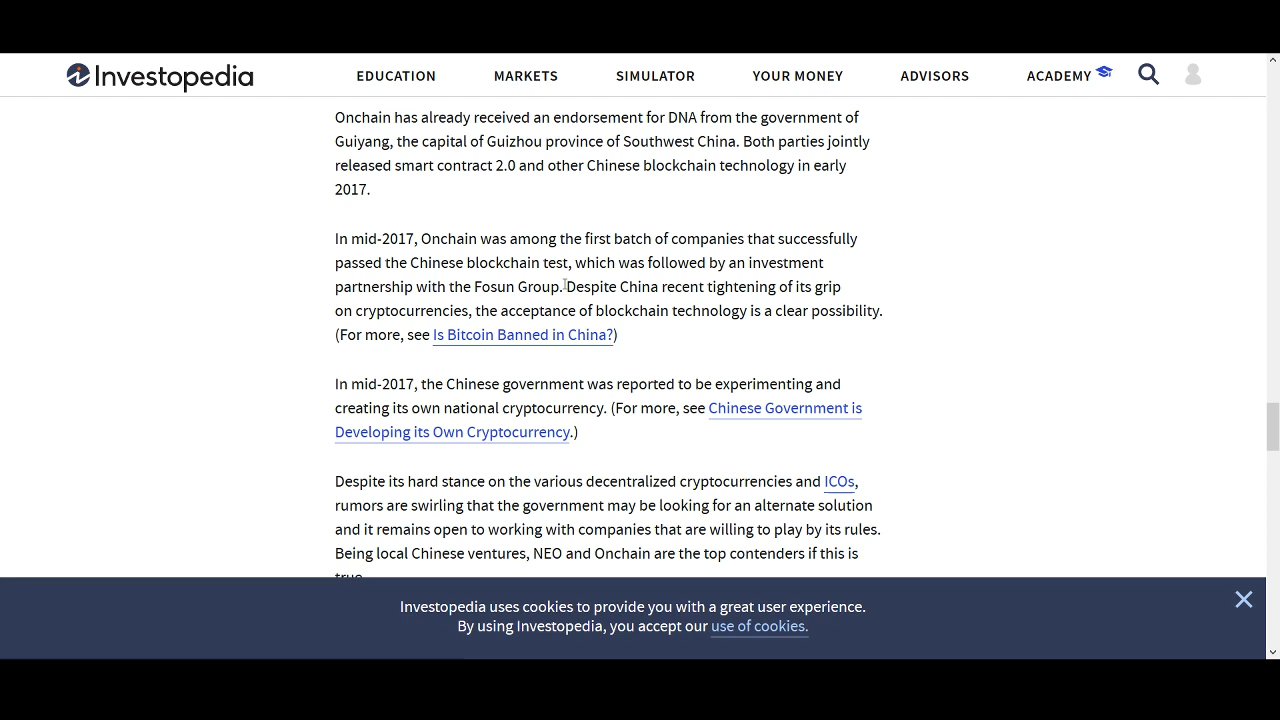 Investopedia
EDUCATION MARKETS SIMULATOR YOUR MONEY ADVISORS ACADEMY
Onchain has already received an endorsement for DNA from the government of
Guiyang, the capital of Guizhou province of Southwest China. Both parties jointly
released smart contract 2.0 and other Chinese blockchain technology in early
2017.
In mid-2017, Onchain was among the first batch of companies that successfully
passed the Chinese blockchain test, which was followed by an investment
partnership with the Fosun Group. Despite China recent tightening of its grip
on cryptocurrencies, the acceptance of blockchain technology is a clear possibility.
(For more, see Is Bitcoin Banned in China?)
In mid-2017, the Chinese government was reported to be experimenting and
creating its own national cryptocurrency. (For more, see Chinese Government is
Developing its Own Cryptocurrency.)
Despite its hard stance on the various decentralized cryptocurrencies and ICOs,
rumors are swirling that the government may be looking for an alternate solution
and it remains open to working with companies that are willing to play by its rules.
Being local Chinese ventures, NEO and Onchain are the top contenders if this is
true.
Investopedia uses cookies to provide you with a great user experience.
By using Investopedia, you accept our use of cookies.